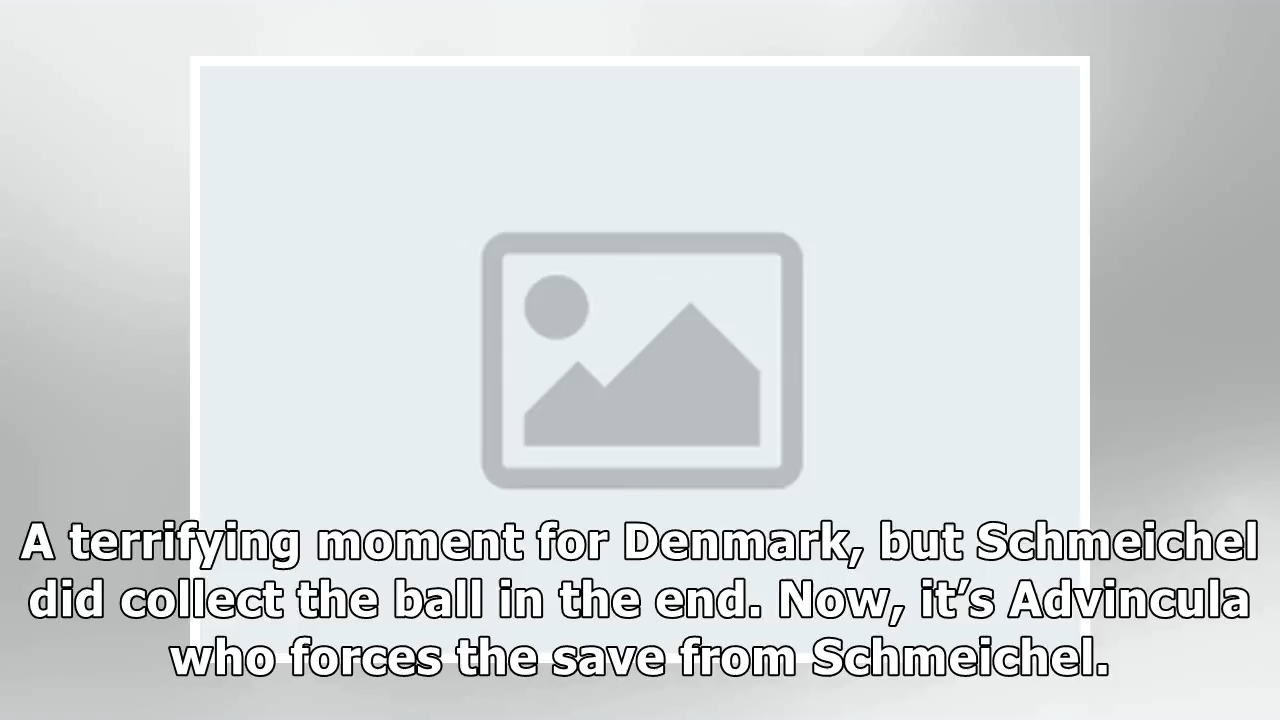 A terrifying moment for Denmark, but Schmeichel
did collect the ball in the end. Now, it’s Advincula
who forces the save from Schmeichel.